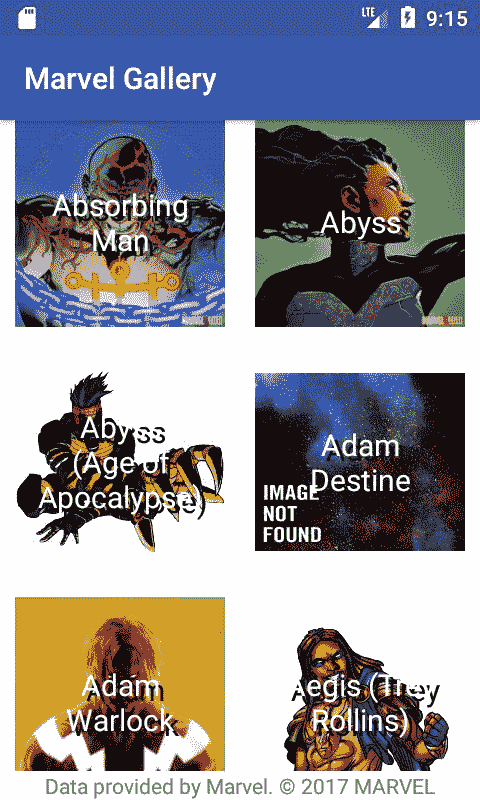 LTE 9:15
Marvel Gallery
Absorbing
Man
Abyss
Abyss
(Age of
Apocalypse)
Adam
Destine
IMAGE
NOT
FOUND
Adam
Warlock
Aegis (Trey
Rollins)
Data provided by Marvel. © 2017 MARVEL